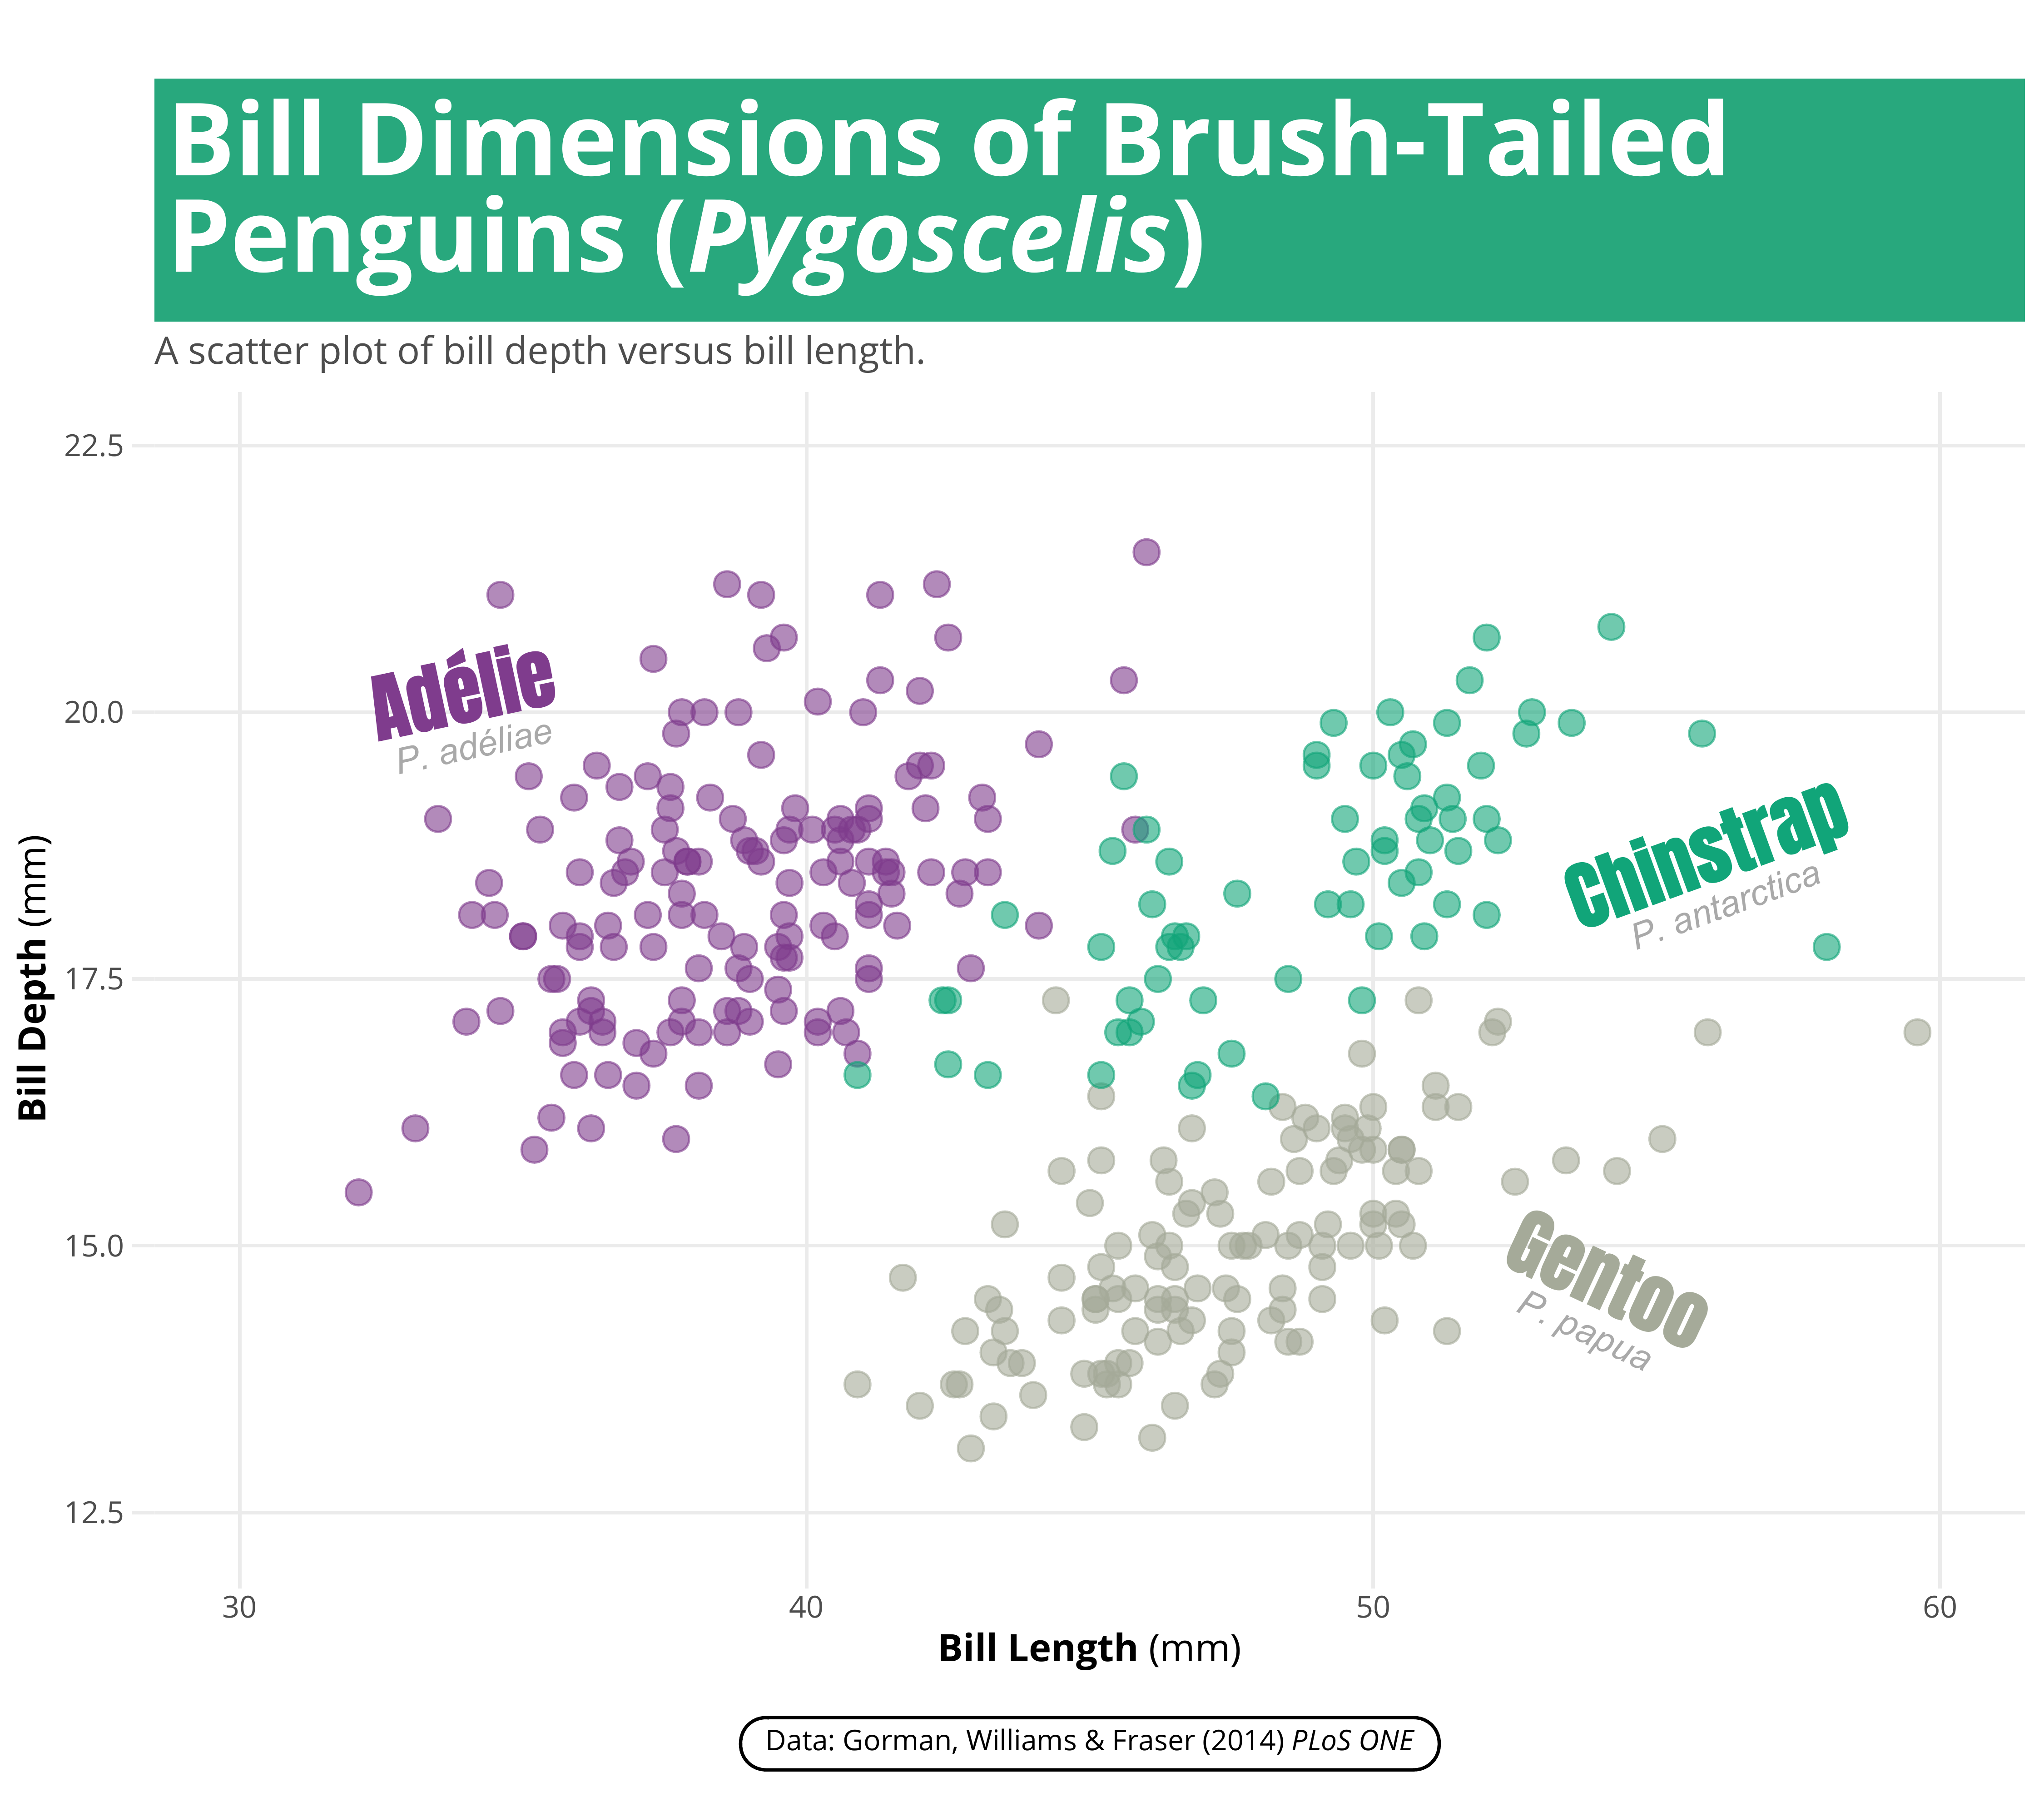 Bill Dimensions of Brush-Tailed
Penguins (Pygoscelis)
A scatter plot of bill depth versus bill length.
22.5
20.0
17.5
15.0
12.5
Bill Depth (mm)
Adélie
P. adéliae
Chinstrap
P. antarctica
Gentoo
P. papua
30 40 50 60
Bill Length (mm)
Data: Gorman, Williams & Fraser (2014) PLoS ONE